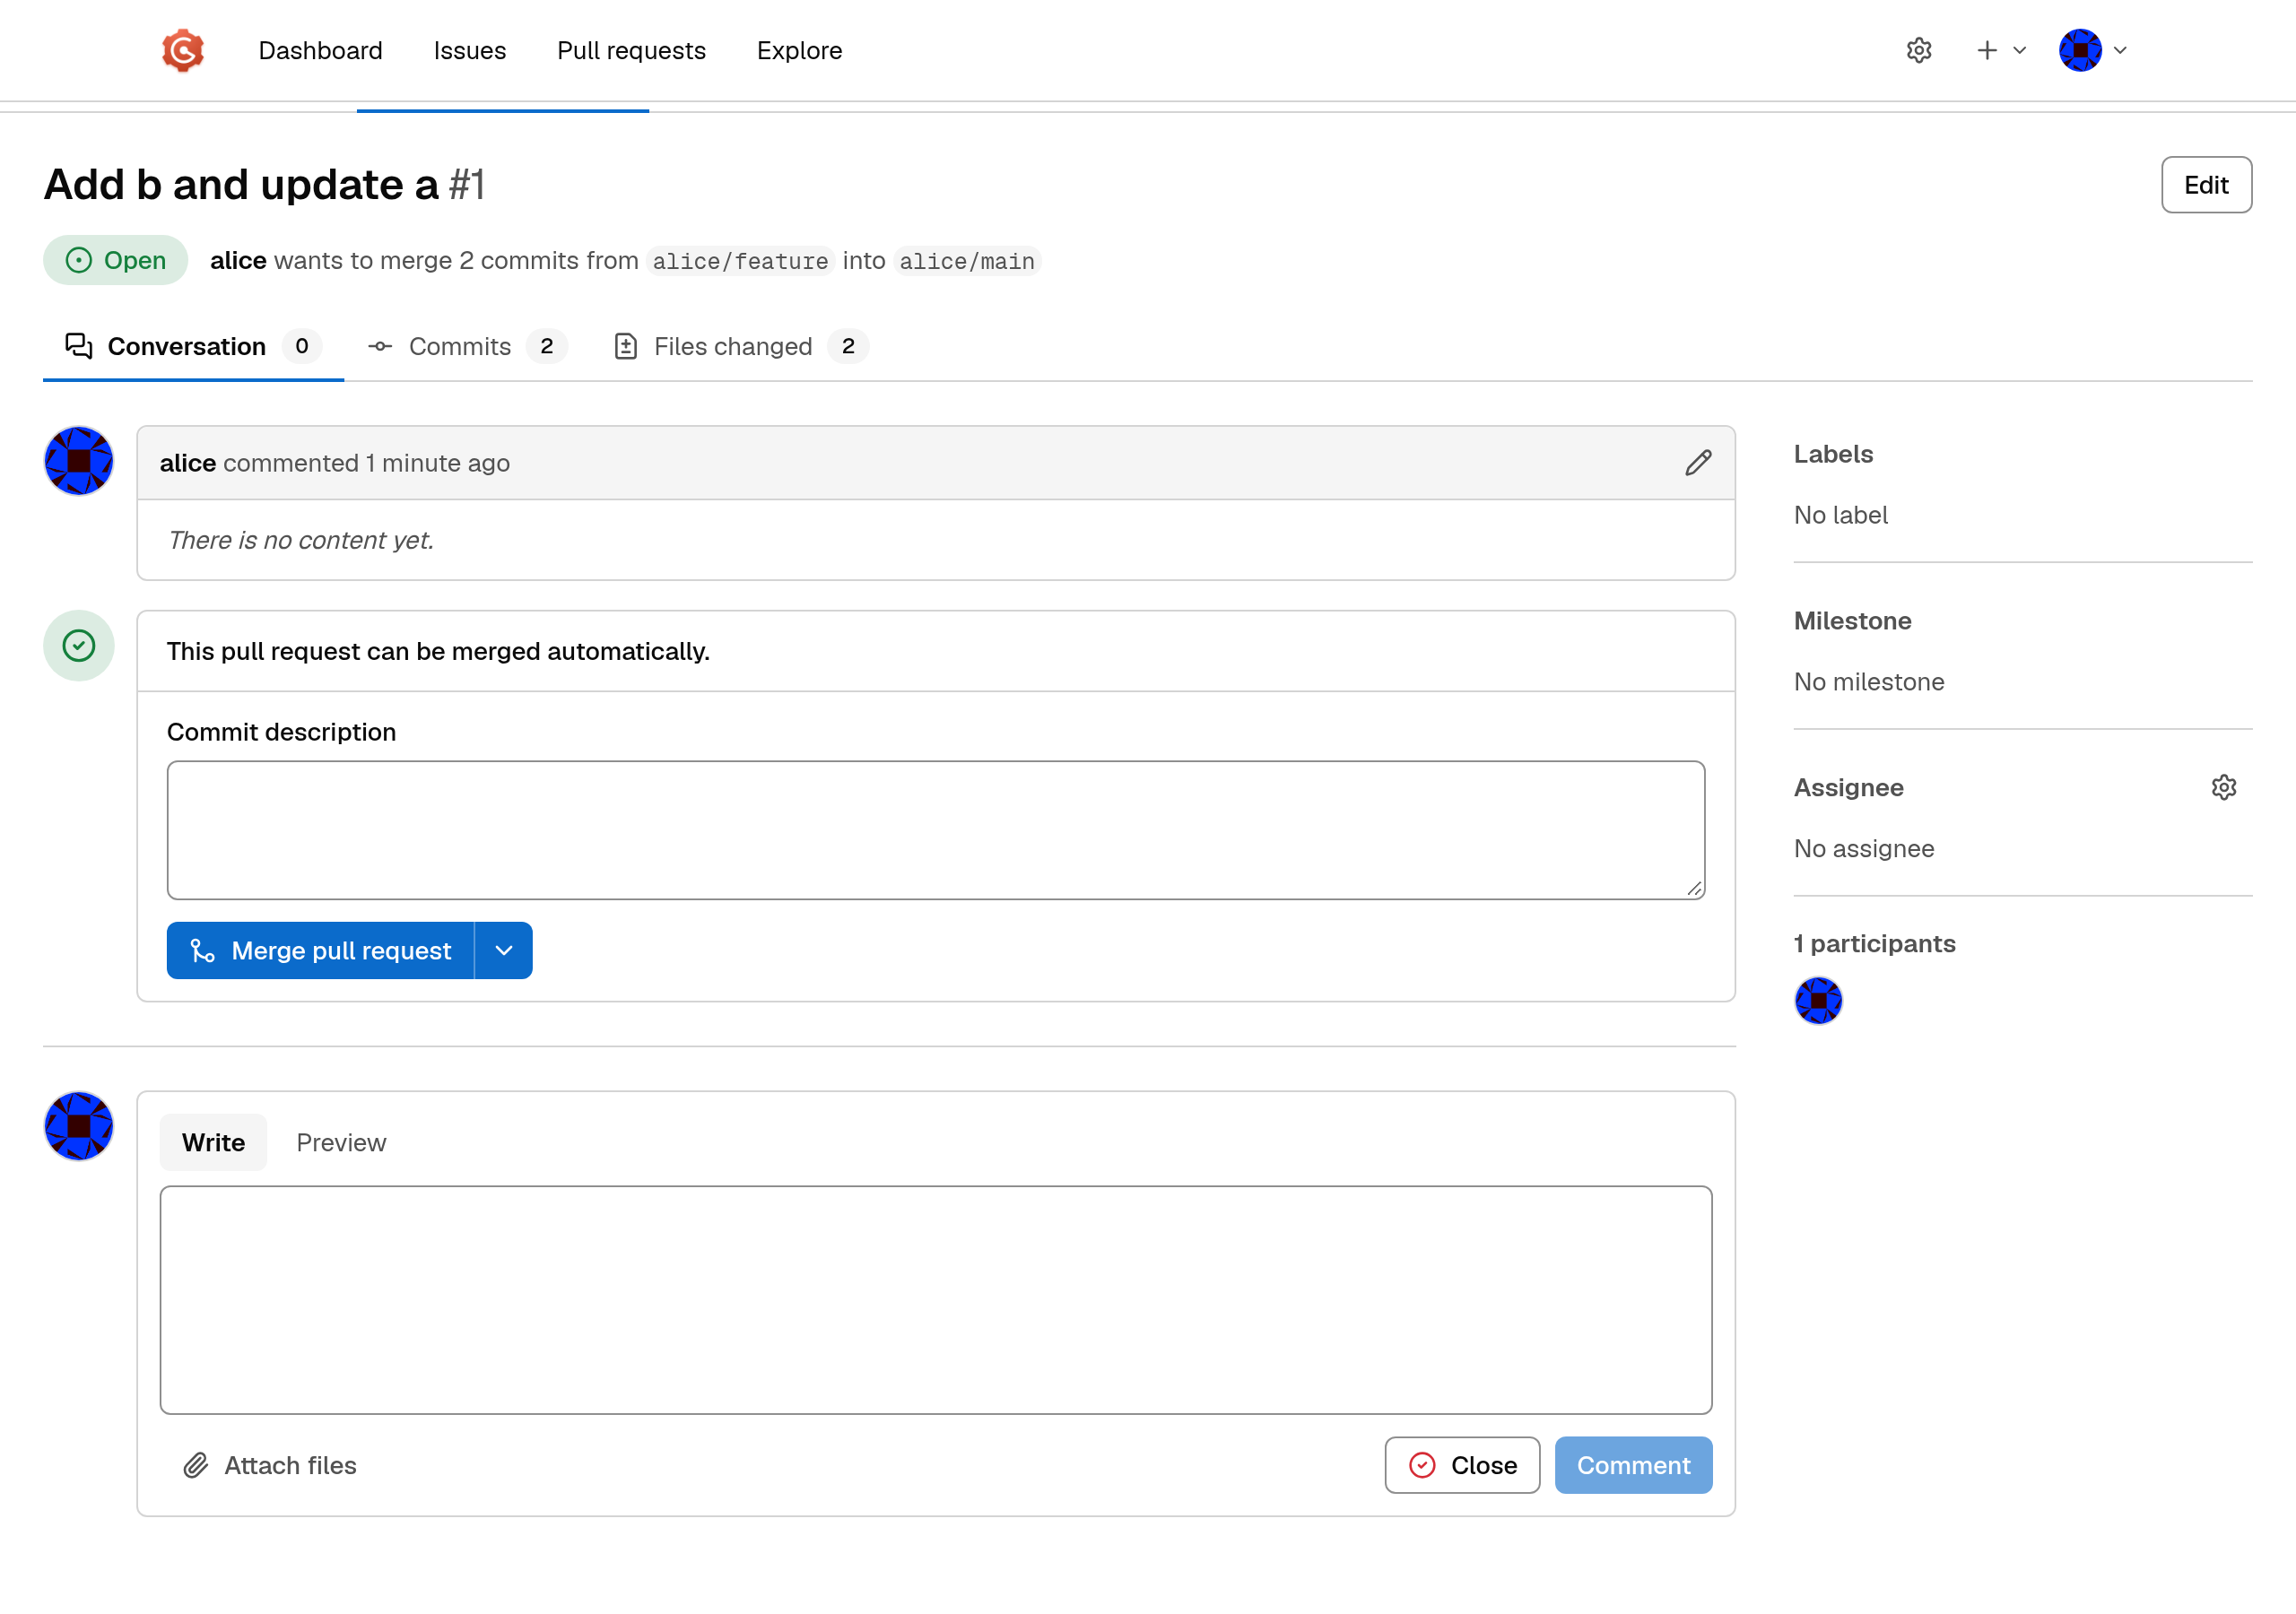 Dashboard Issues Pull requests Explore
Add b and update a #1
Edit
Open alice wants to merge 2 commits from alice/feature into alice/main
Conversation 0 Commits 2 Files changed 2
alice commented 1 minute ago
There is no content yet.
This pull request can be merged automatically.
Commit description
Merge pull request
Labels
No label
Milestone
No milestone
Assignee
No assignee
1 participants
Write Preview
Attach files
Close Comment